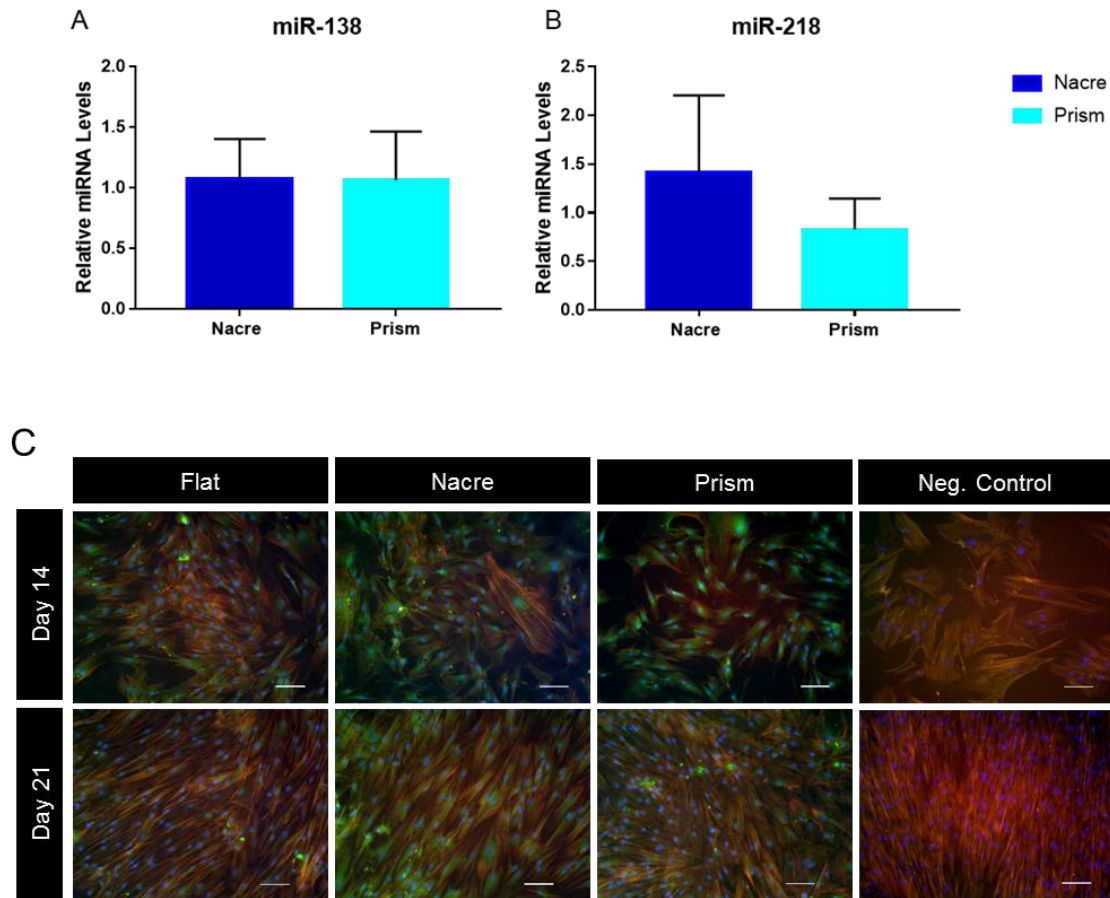 A
miR-138
Relative miRNA Levels
2.0
1.5
1.0
0.5
0.0
Nacre
Prism
B
miR-218
Relative miRNA Levels
2.5
2.0
1.5
1.0
0.5
0.0
Nacre
Prism
Nacre
Prism
C
Flat
Nacre
Prism
Neg. Control
Day 14
Day 21